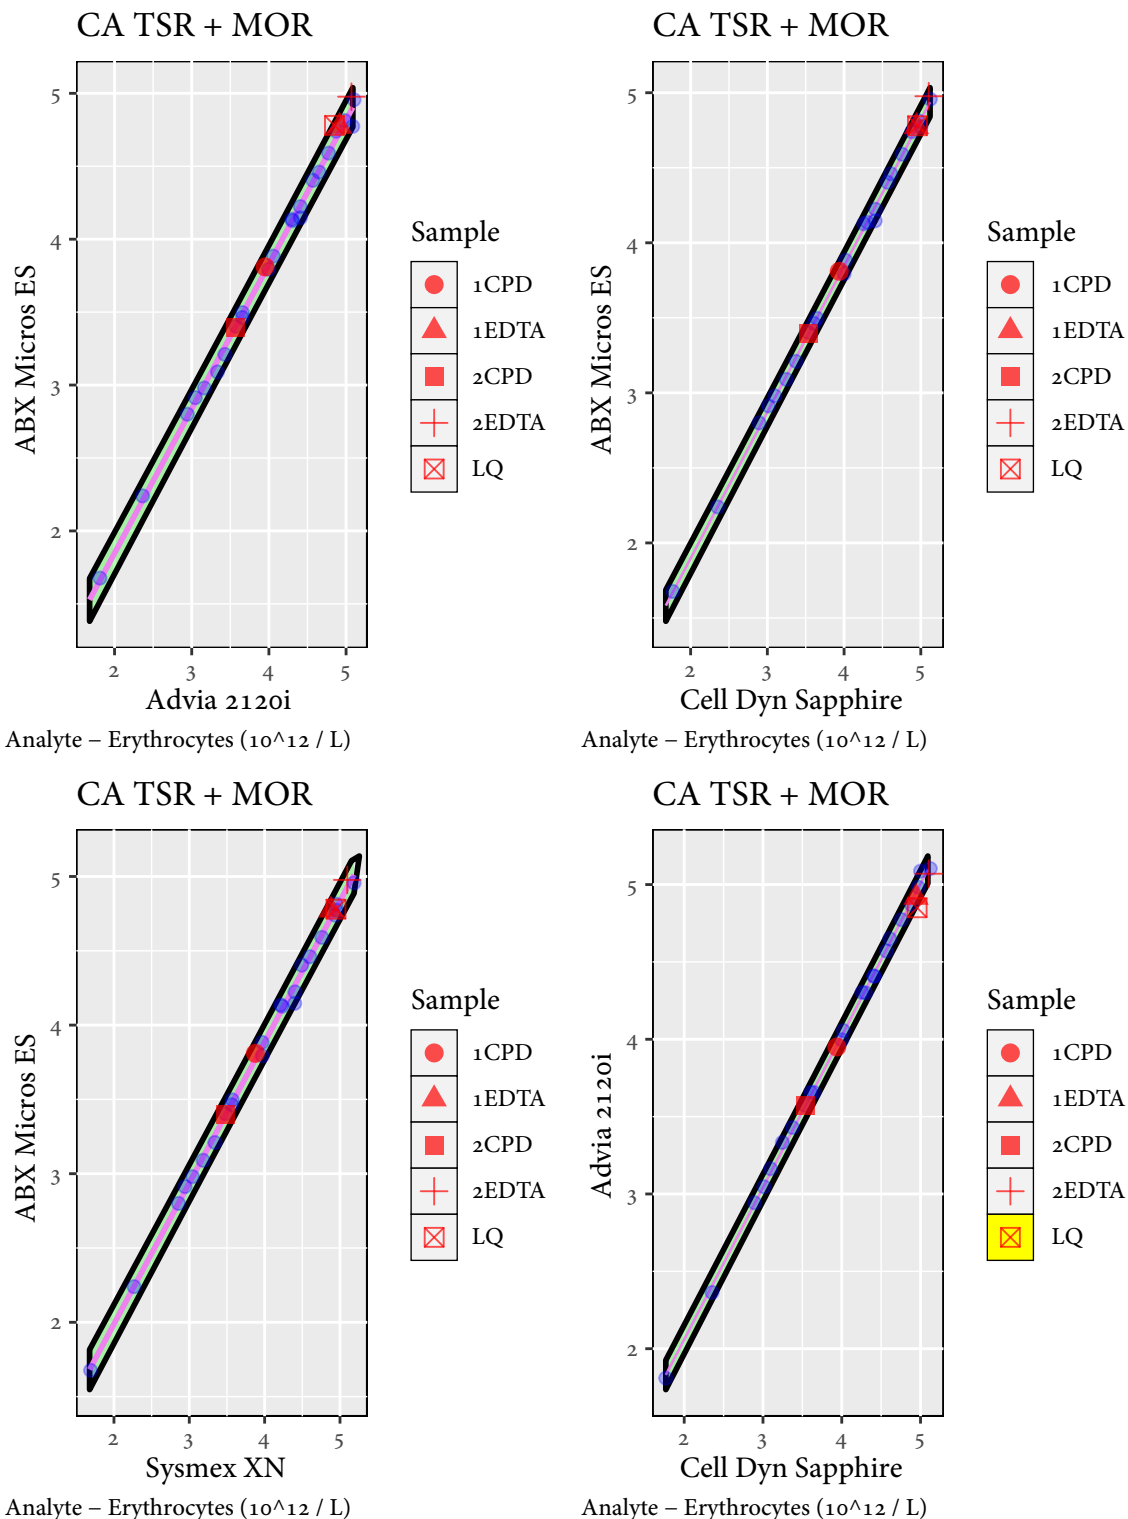 CA TSR + MOR
5
4
3
2
ABX Micros ES
2 3 4 5
Advia 2120i
Analyte – Erythrocytes (10^12 / L)
Sample
1CPD
1EDTA
2CPD
2EDTA
LQ
CA TSR + MOR
5
4
3
2
ABX Micros ES
2 3 4 5
Cell Dyn Sapphire
Analyte – Erythrocytes (10^12 / L)
Sample
1CPD
1EDTA
2CPD
2EDTA
LQ
CA TSR + MOR
5
4
3
2
ABX Micros ES
2 3 4 5
Sysmex XN
Analyte – Erythrocytes (10^12 / L)
Sample
1CPD
1EDTA
2CPD
2EDTA
LQ
CA TSR + MOR
5
4
3
2
Advia 2120i
2 3 4 5
Cell Dyn Sapphire
Analyte – Erythrocytes (10^12 / L)
Sample
1CPD
1EDTA
2CPD
2EDTA
LQ